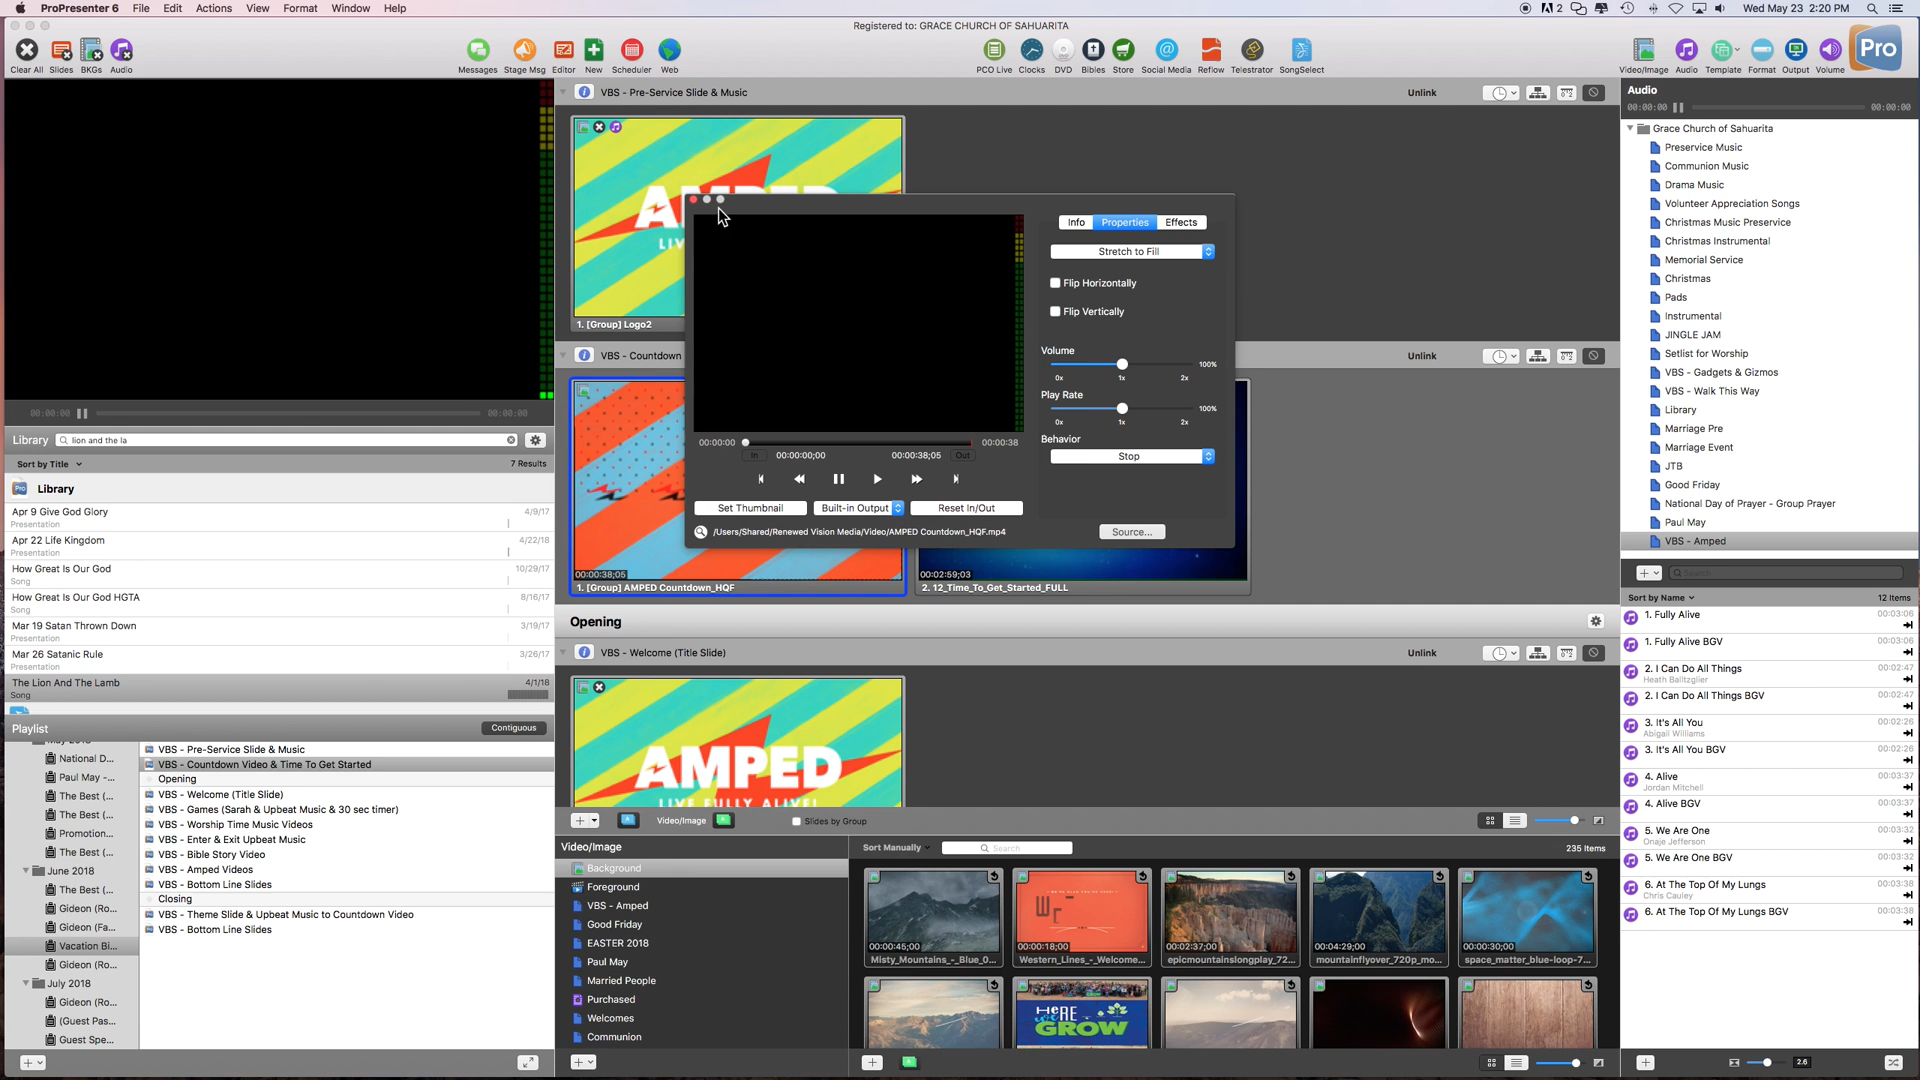 ProPresenter 6 File Edit Actions View Format Window Help
2 Wed May 23 2:20 PM
Registered to: GRACE CHURCH OF SAHUARITA
Clear All Slides BKGs Audio
Messages Stage Msg Editor New Scheduler Web
PCO Live Clocks DVD Bibles Store Social Media Reflow Telestrator SongSelect
Video/Image Audio Template Format Output Volume
Pro
00:00:00 00:00:00
Library lion and the la
Sort by Title 7 Results
Library
Apr 9 Give God Glory 4/9/17
Presentation
Apr 22 Life Kingdom 4/22/18
Presentation
How Great Is Our God 10/29/17
Song
How Great Is Our God HGTA 8/16/17
Song
Mar 19 Satan Thrown Down 3/19/17
Presentation
Mar 26 Satanic Rule 3/26/17
Presentation
The Lion And The Lamb 4/1/18
Song
Playlist Contiguous
National D...
Paul May -...
The Best (...
The Best (...
Promotion...
The Best (...
June 2018
The Best (...
Gideon (Ro...
Gideon (Fa...
Vacation Bi...
Gideon (Ro...
July 2018
Gideon (Ro...
(Guest Pas...
Guest Spe...
VBS - Pre-Service Slide & Music
VBS - Countdown Video & Time To Get Started
Opening
VBS - Welcome (Title Slide)
VBS - Games (Sarah & Upbeat Music & 30 sec timer)
VBS - Worship Time Music Videos
VBS - Enter & Exit Upbeat Music
VBS - Bible Story Video
VBS - Amped Videos
VBS - Bottom Line Slides
Closing
VBS - Theme Slide & Upbeat Music to Countdown Video
VBS - Bottom Line Slides
VBS - Pre-Service Slide & Music Unlink
AMPED
1. [Group] Logo2
VBS - Countdown Unlink
00:00:38;05
1. [Group] AMPED Countdown_HQF
00:02:59;03
2. 12_Time_To_Get_Started_FULL
Info Properties Effects
Stretch to Fill
Flip Horizontally
Flip Vertically
Volume
100%
0x 1x 2x
Play Rate
100%
0x 1x 2x
Behavior
Stop
00:00:00 00:00:38
In 00:00:00;00 00:00:38;05 Out
Set Thumbnail Built-in Output Reset In/Out
/Users/Shared/Renewed Vision Media/Video/AMPED Countdown_HQF.mp4 Source...
Opening
VBS - Welcome (Title Slide) Unlink
AMPED
LIVE FULLY ALIVE!
Video/Image Slides by Group
Video/Image
Background
Foreground
VBS - Amped
Good Friday
EASTER 2018
Paul May
Married People
Purchased
Welcomes
Communion
Sort Manually Search 235 Items
00:00:45;00
Misty_Mountains_-_Blue_0...
00:00:18;00
Western_Lines_-_Welcome...
00:02:37;00
epicmountainslongplay_72...
00:04:29;00
mountainflyover_720p_mo...
00:00:30;00
space_matter_blue-loop-7...
HERE we GROW
Audio
00:00:00 00:00:00
Grace Church of Sahuarita
Preservice Music
Communion Music
Drama Music
Volunteer Appreciation Songs
Christmas Music Preservice
Christmas Instrumental
Memorial Service
Christmas
Pads
Instrumental
JINGLE JAM
Setlist for Worship
VBS - Gadgets & Gizmos
VBS - Walk This Way
Library
Marriage Pre
Marriage Event
JTB
Good Friday
National Day of Prayer - Group Prayer
Paul May
VBS - Amped
Search
Sort by Name 12 Items
1. Fully Alive 00:03:06
1. Fully Alive BGV 00:03:06
2. I Can Do All Things 00:02:47
Heath Balltzglier
2. I Can Do All Things BGV 00:02:47
3. It's All You 00:02:26
Abigail Williams
3. It's All You BGV 00:02:26
4. Alive 00:03:37
Jordan Mitchell
4. Alive BGV 00:03:37
5. We Are One 00:03:32
Onaje Jefferson
5. We Are One BGV 00:03:32
6. At The Top Of My Lungs 00:03:38
Chris Cauley
6. At The Top Of My Lungs BGV 00:03:38
2.6